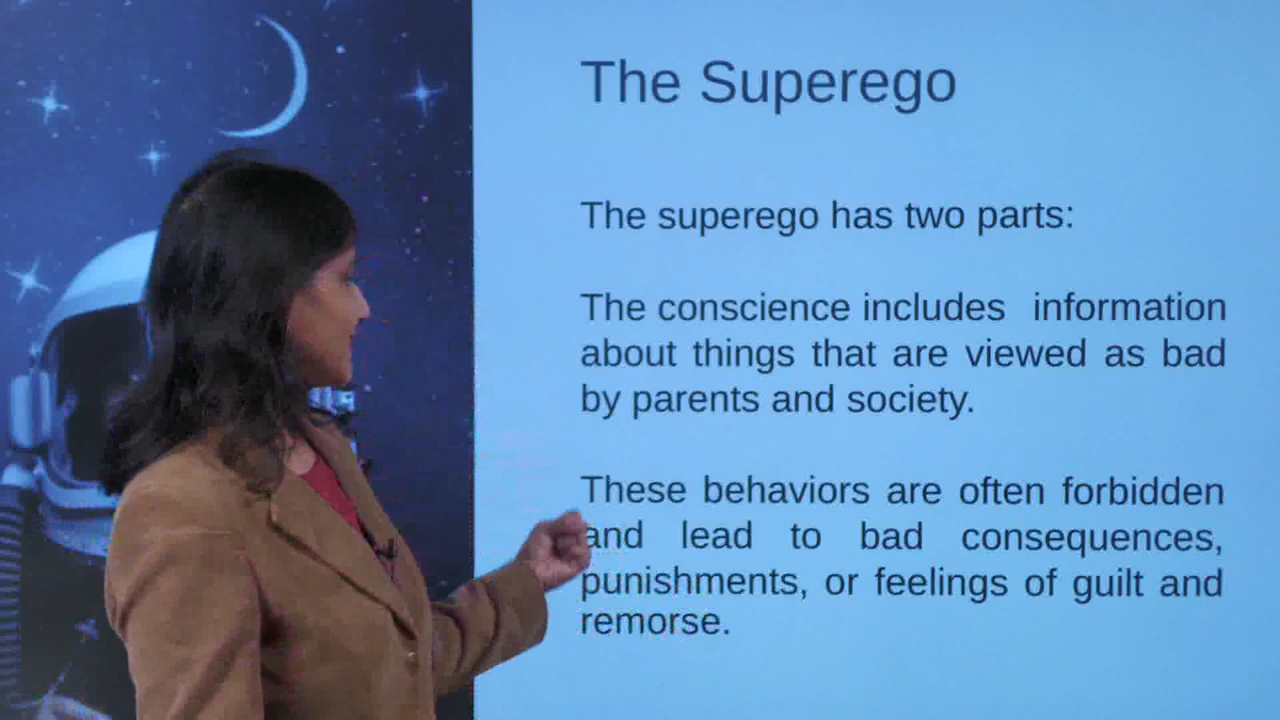 The Superego
The superego has two parts:
The conscience includes information
about things that are viewed as bad
by parents and society.
These behaviors are often forbidden
and lead to bad consequences,
punishments, or feelings of guilt and
remorse.